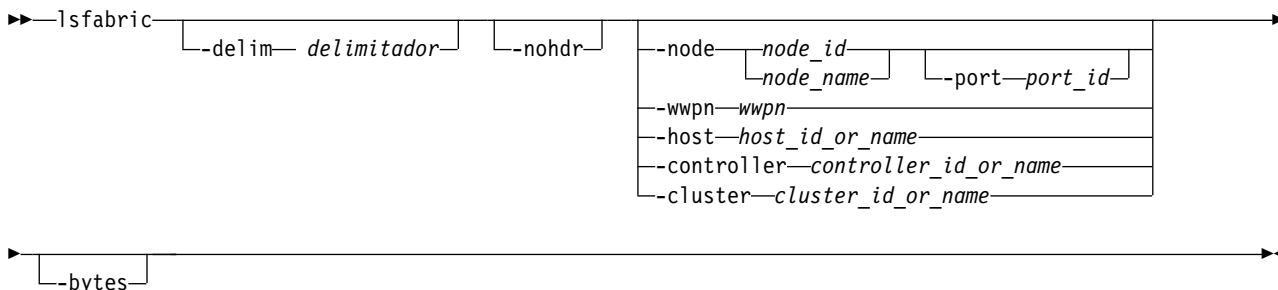 lsfabric -delim delimitador -nohdr -node node_id
node_name -port port_id
-wwpn wwpn
-host host_id_or_name
-controller controller_id_or_name
-cluster cluster_id_or_name
-bytes